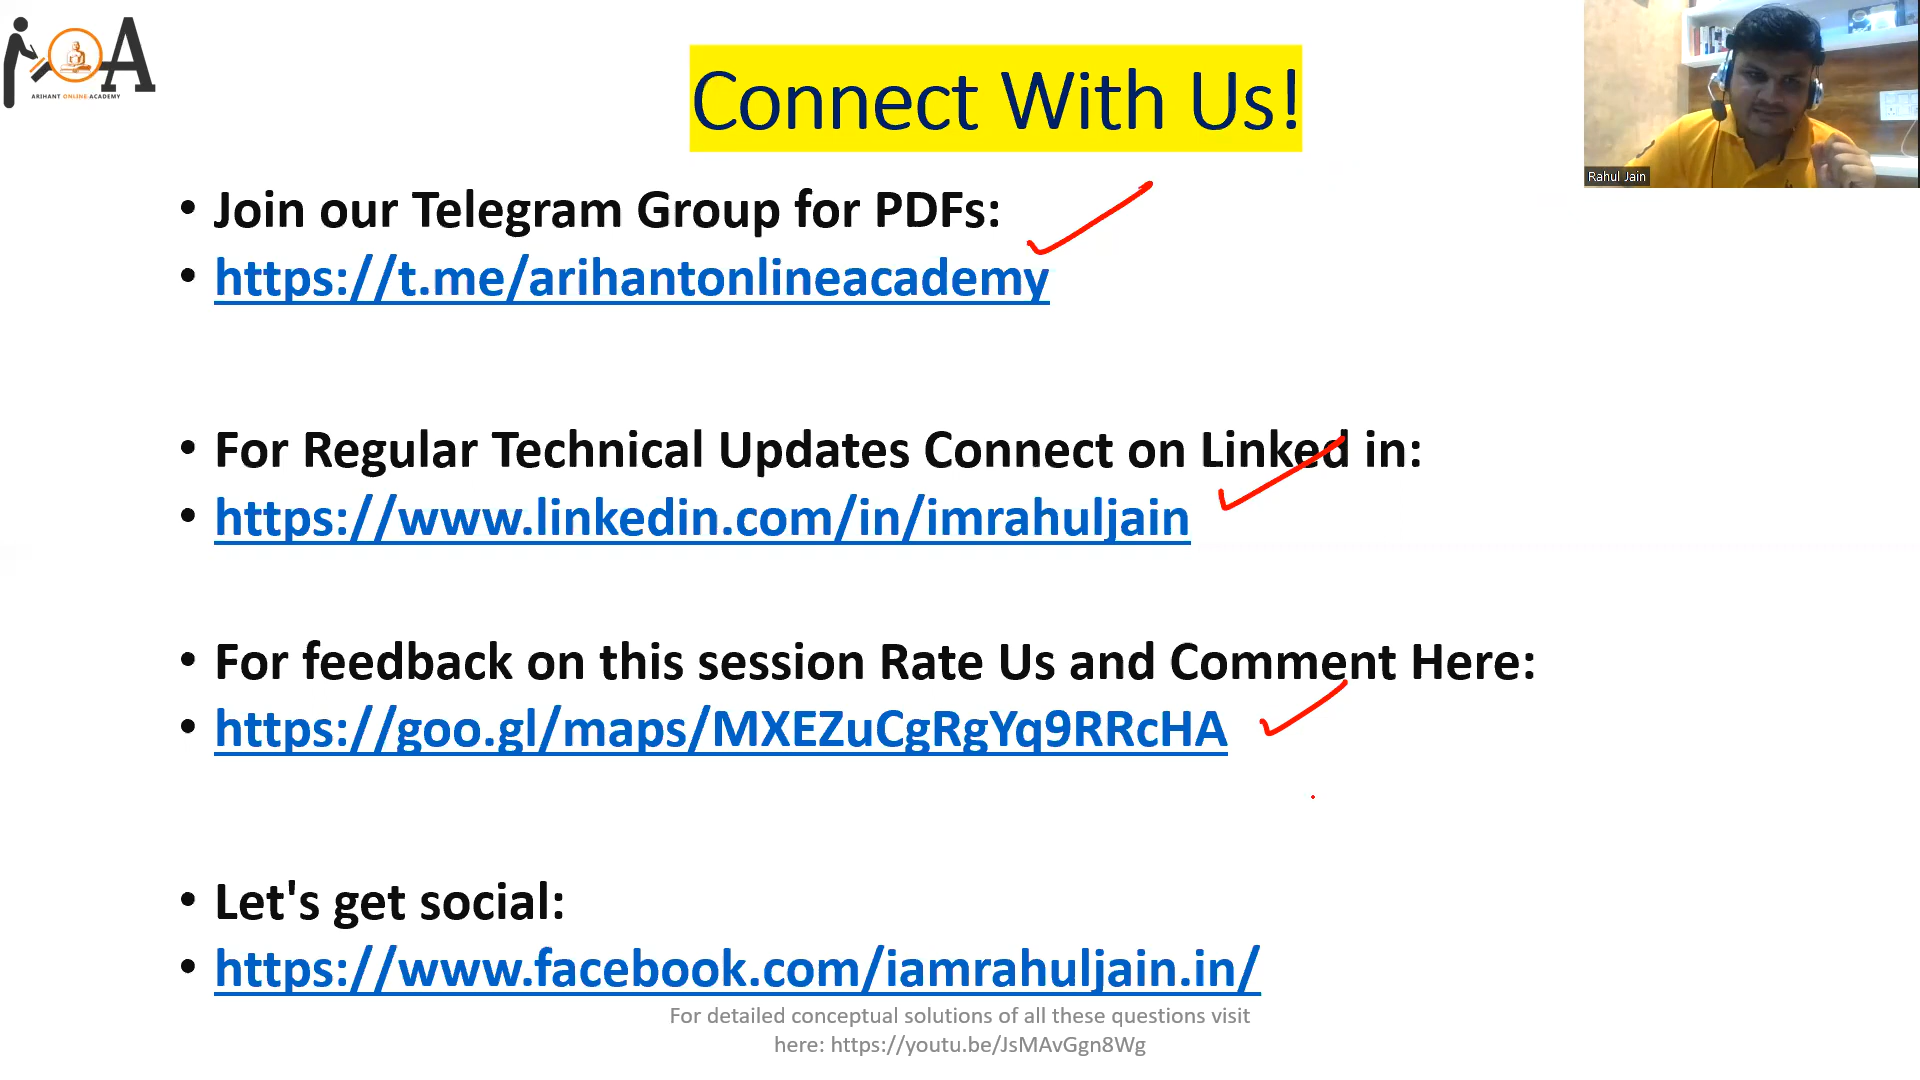 ARIHANT ONLINE ACADEMY
Connect With Us!
Rahul Jain
• Join our Telegram Group for PDFs:
• https://t.me/arihantonlineacademy
• For Regular Technical Updates Connect on Linked in:
• https://www.linkedin.com/in/imrahuljain
• For feedback on this session Rate Us and Comment Here:
• https://goo.gl/maps/MXEZuCgRgYq9RRcHA
• Let's get social:
• https://www.facebook.com/iamrahuljain.in/
For detailed conceptual solutions of all these questions visit
here: https://youtu.be/JsMAvGgn8Wg